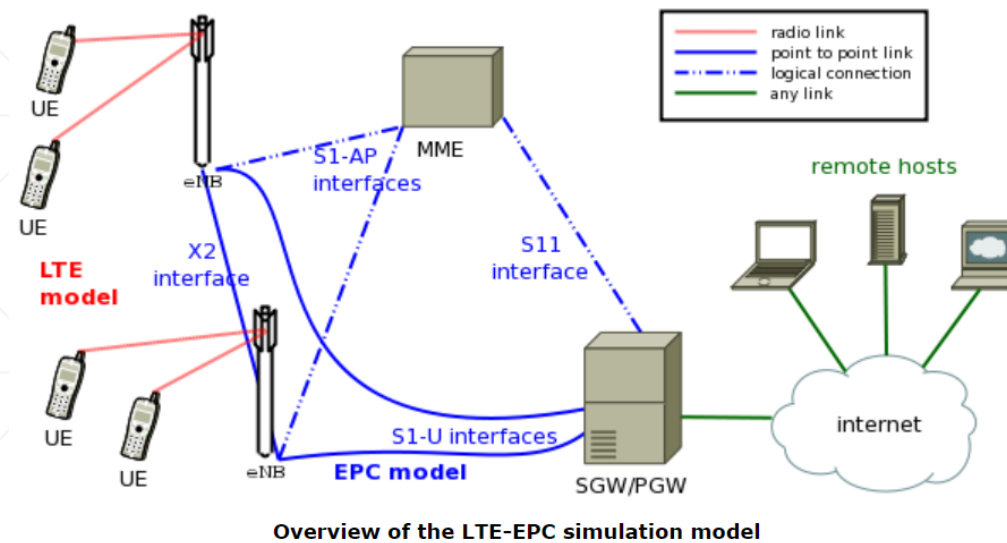 radio link
point to point link
logical connection
any link
UE
eNB
MME
S1-AP
interfaces
remote hosts
UE
X2
interface
S11
interface
LTE
model
UE
UE
eNB
S1-U interfaces
EPC model
SGW/PGW
internet
Overview of the LTE-EPC simulation model